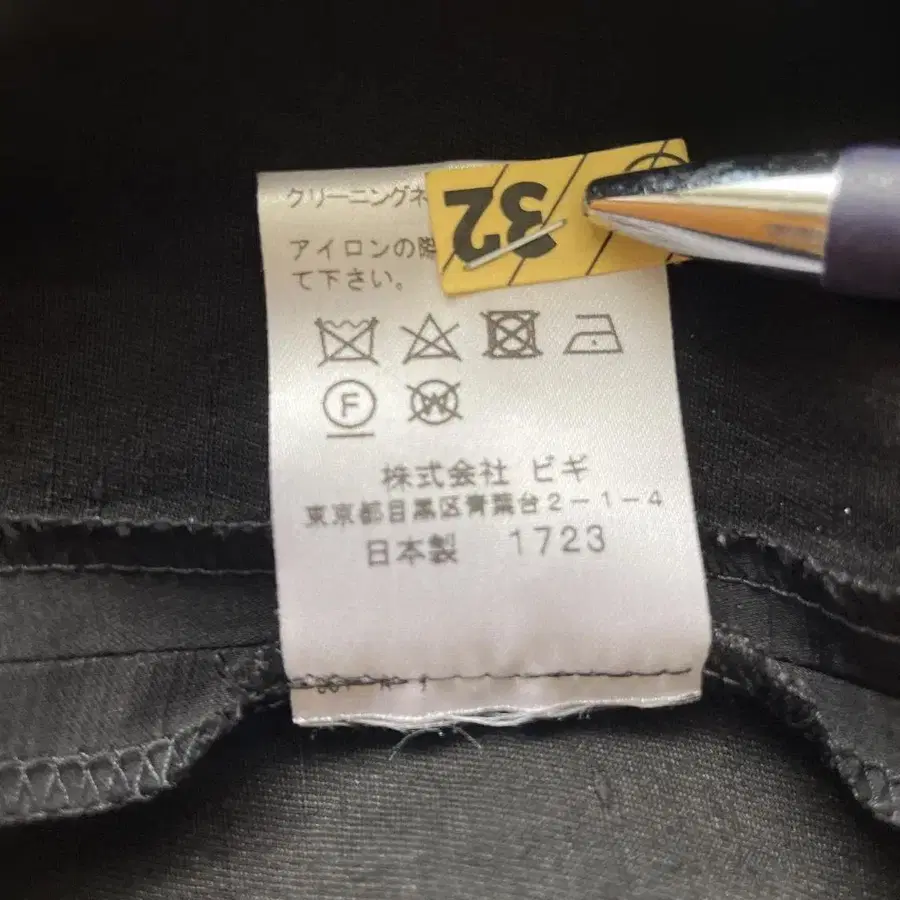 クリーニングネ
32
アイロンの際
て下さい。
F
W
株式会社 ビギ
東京都目黒区青葉台2-1-4
日本製 1723